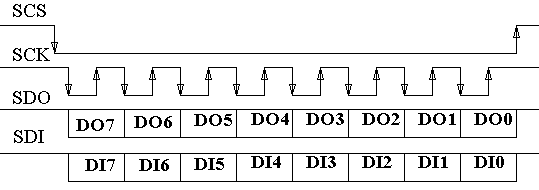 SCS
SCK
SDO
DO7 DO6 DO5 DO4 DO3 DO2 DO1 DO0
SDI
DI7 DI6 DI5 DI4 DI3 DI2 DI1 DI0